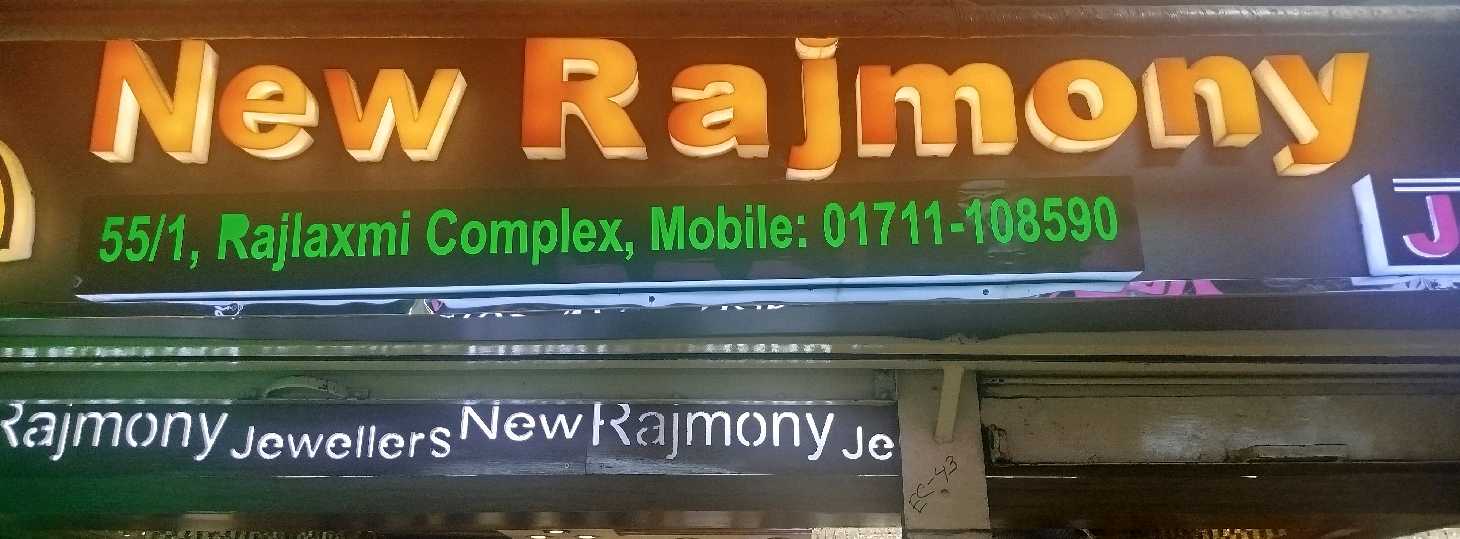 New Rajmony
J
55/1, Rajlaxmi Complex, Mobile: 01711-108590
Rajmony Jewellers New Rajmony Je
EC-43